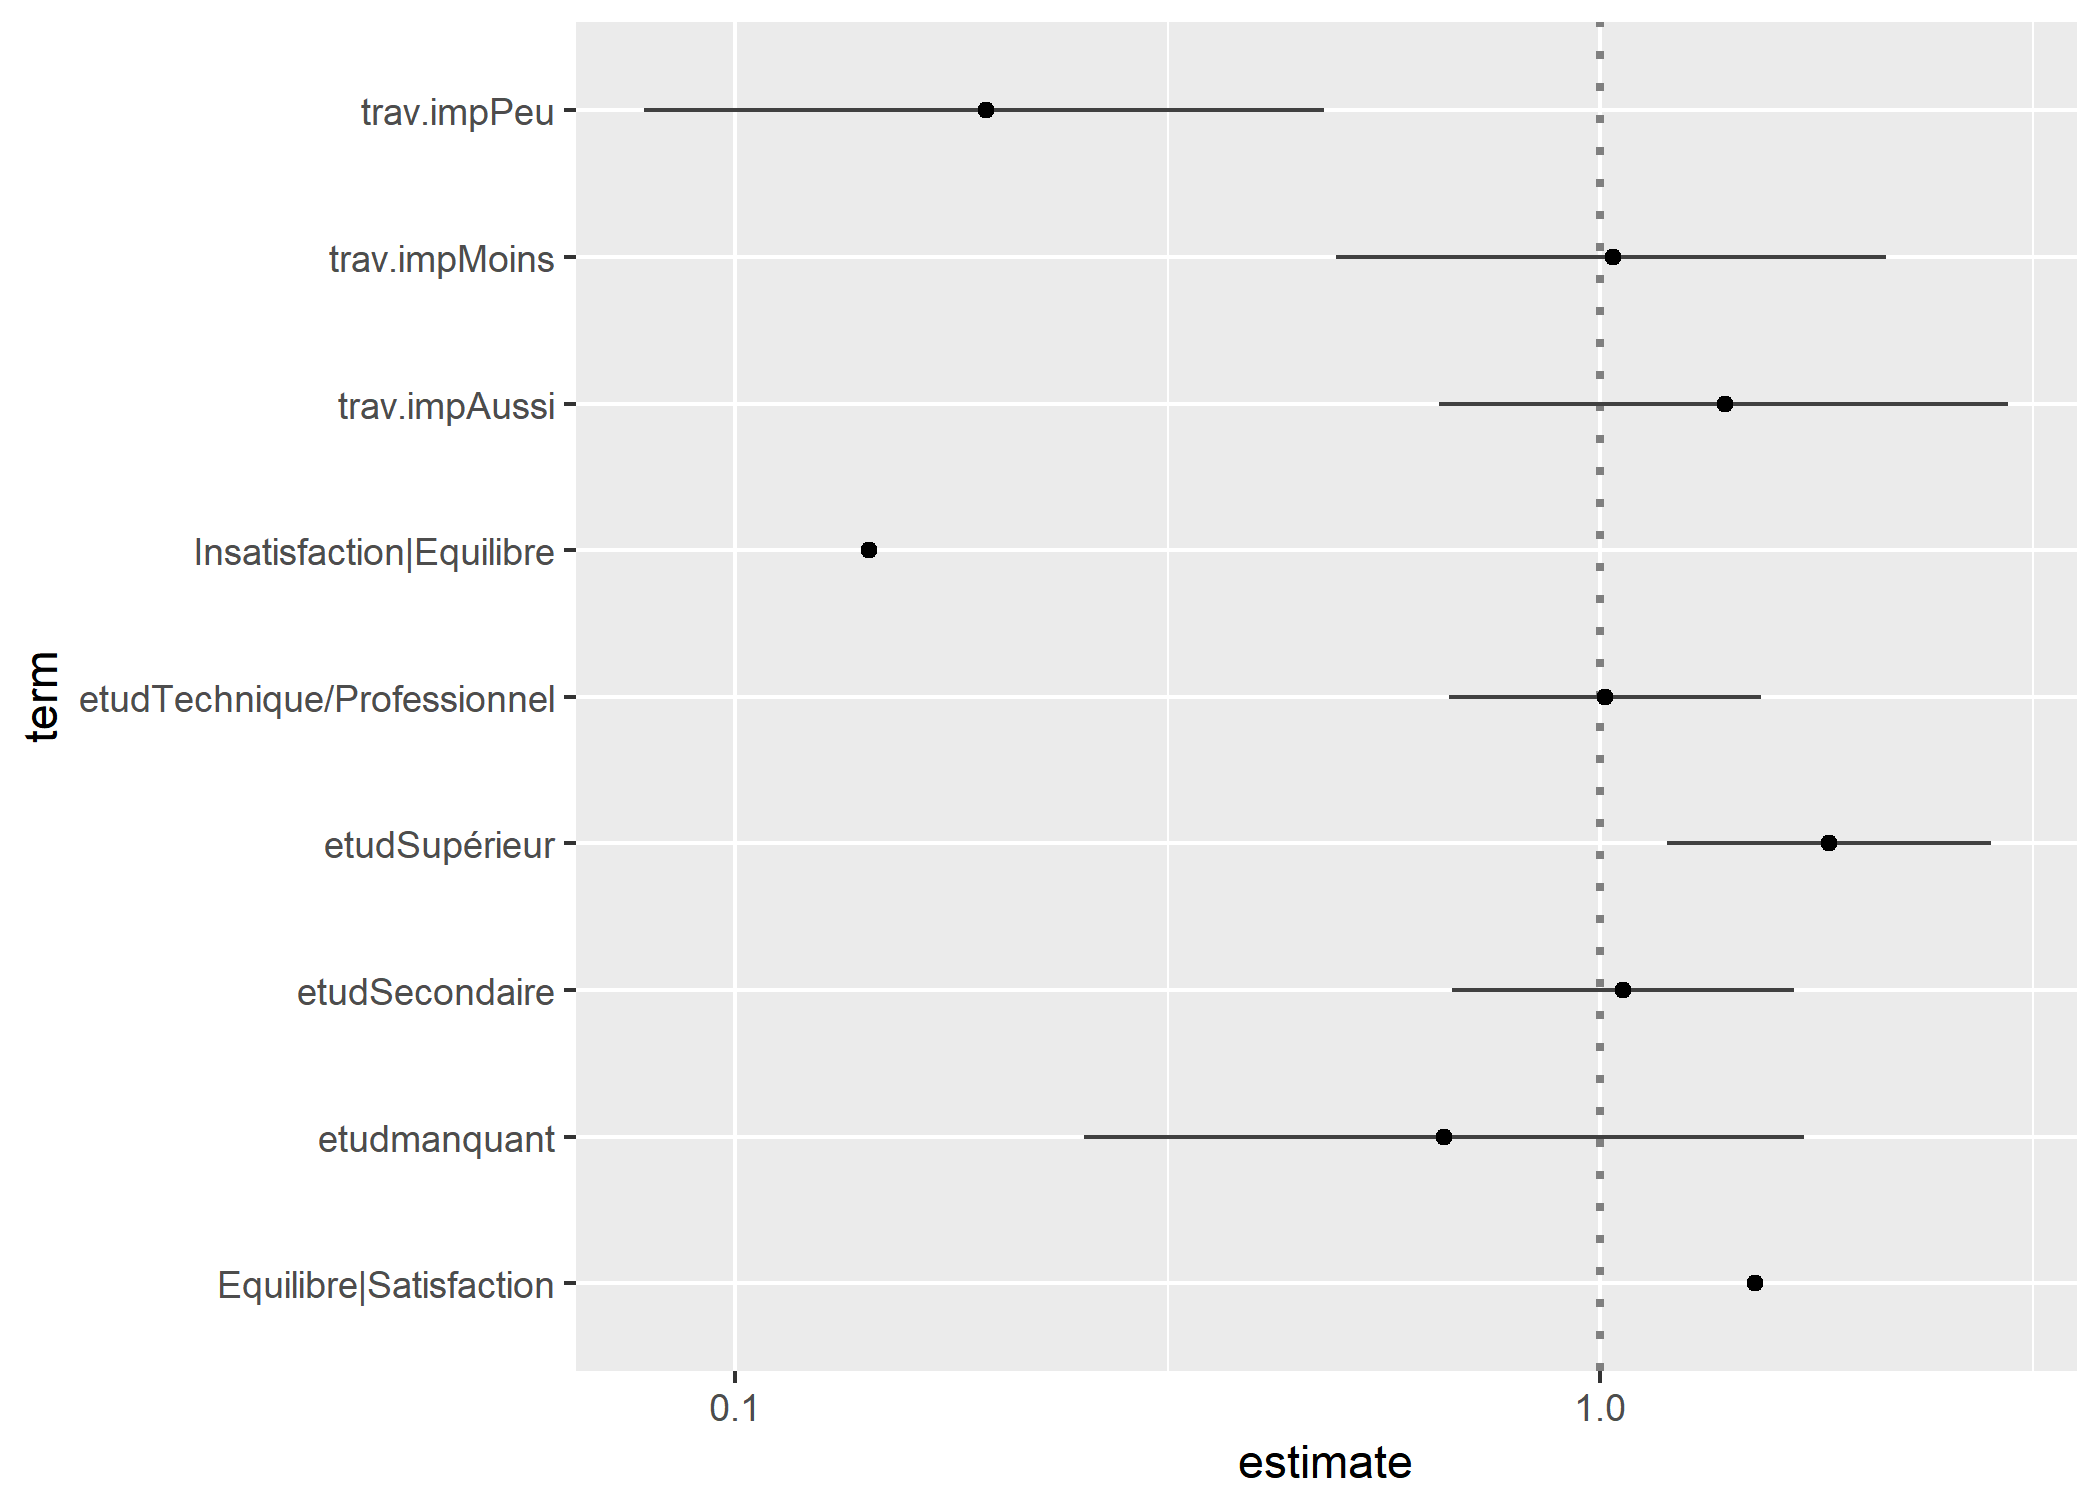 trav.impPeu
trav.impMoins
trav.impAussi
Insatisfaction|Equilibre
etudTechnique/Professionnel
etudSupérieur
etudSecondaire
etudmanquant
Equilibre|Satisfaction
term
0.1
1.0
estimate